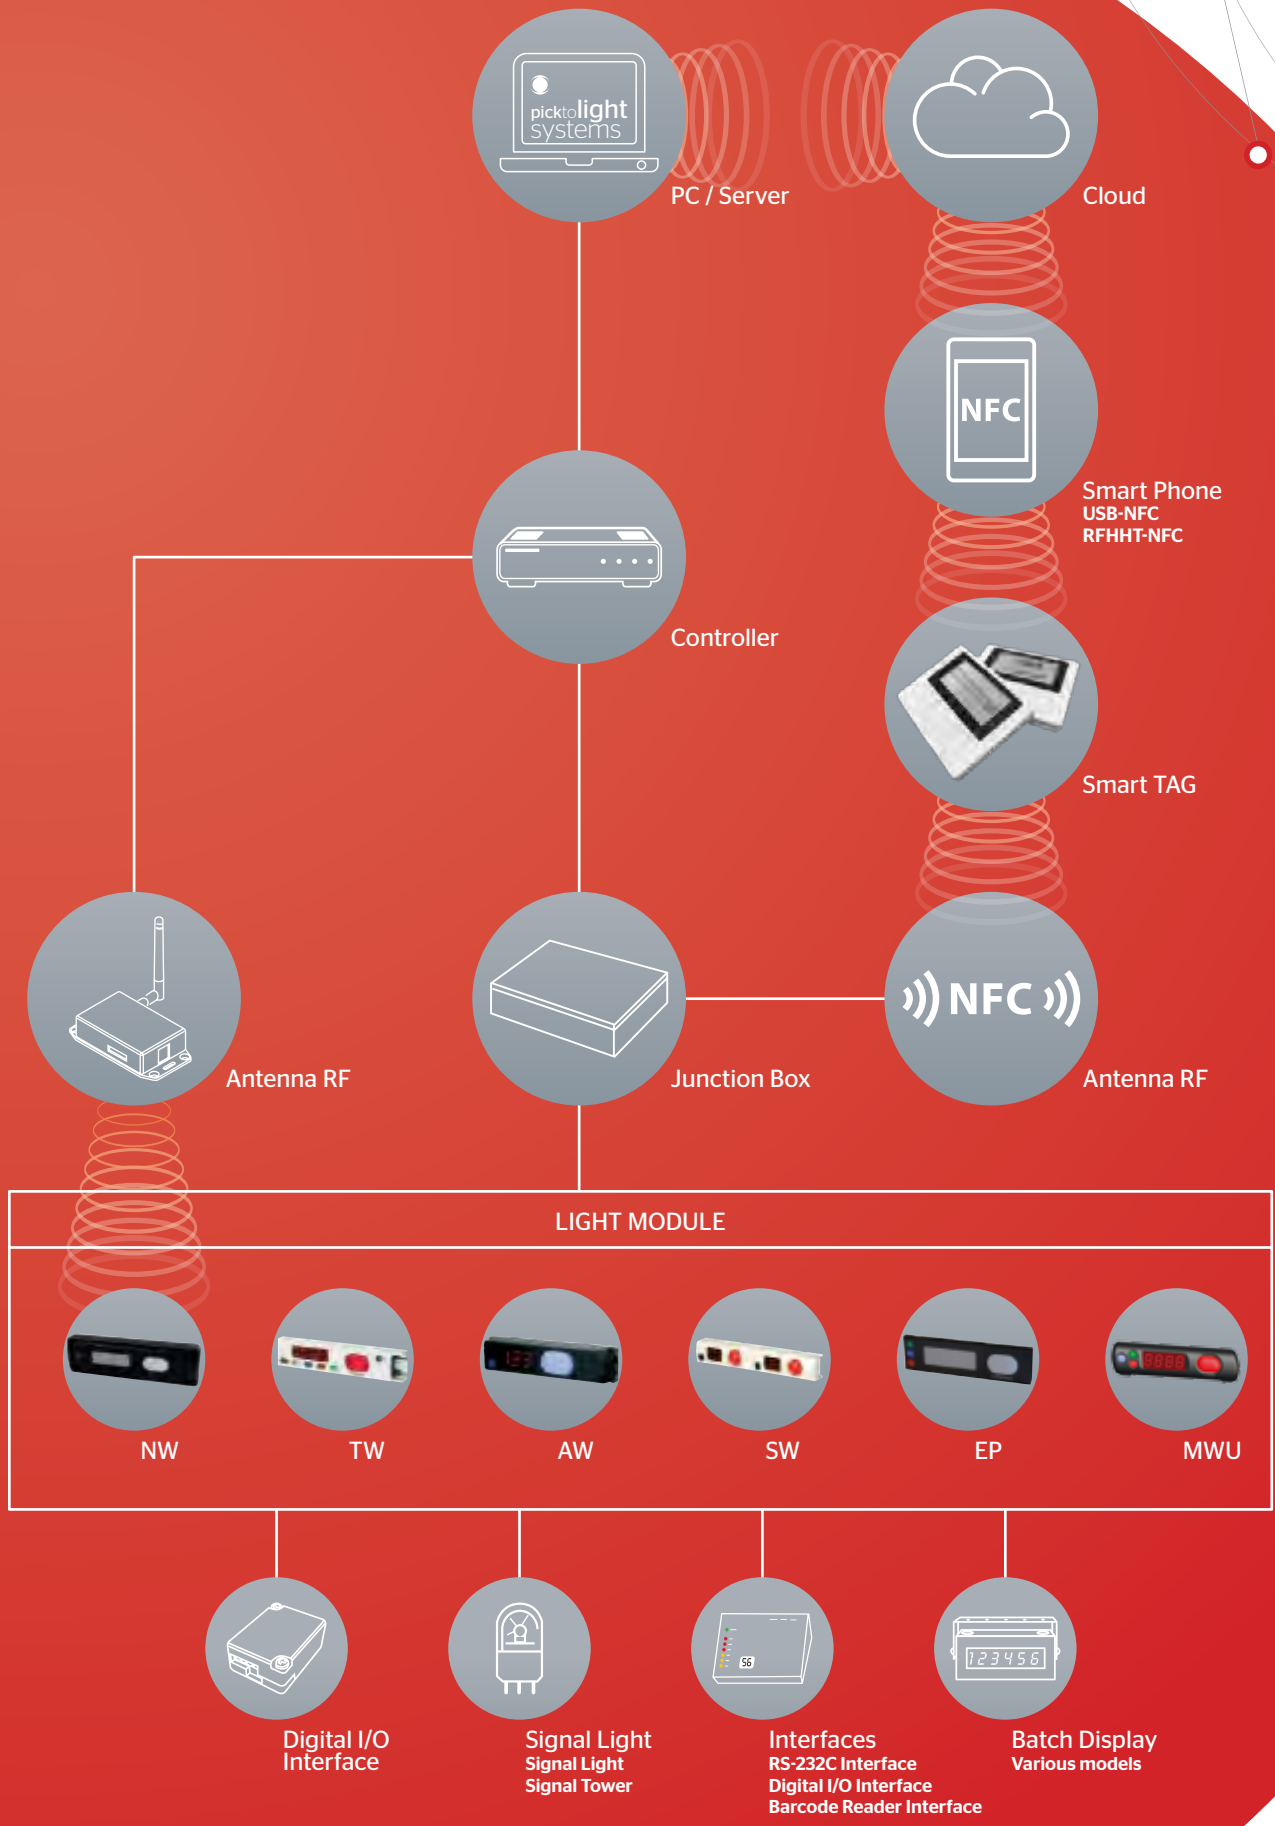 picktolight
systems
PC / Server
Cloud
NFC
Smart Phone
USB-NFC
RFHHT-NFC
Controller
Smart TAG
NFC
Antenna RF
Junction Box
Antenna RF
LIGHT MODULE
NW
TW
AW
SW
EP
MWU
56
123456
Digital I/O
Interface
Signal Light
Signal Light
Signal Tower
Interfaces
RS-232C Interface
Digital I/O Interface
Barcode Reader Interface
Batch Display
Various models